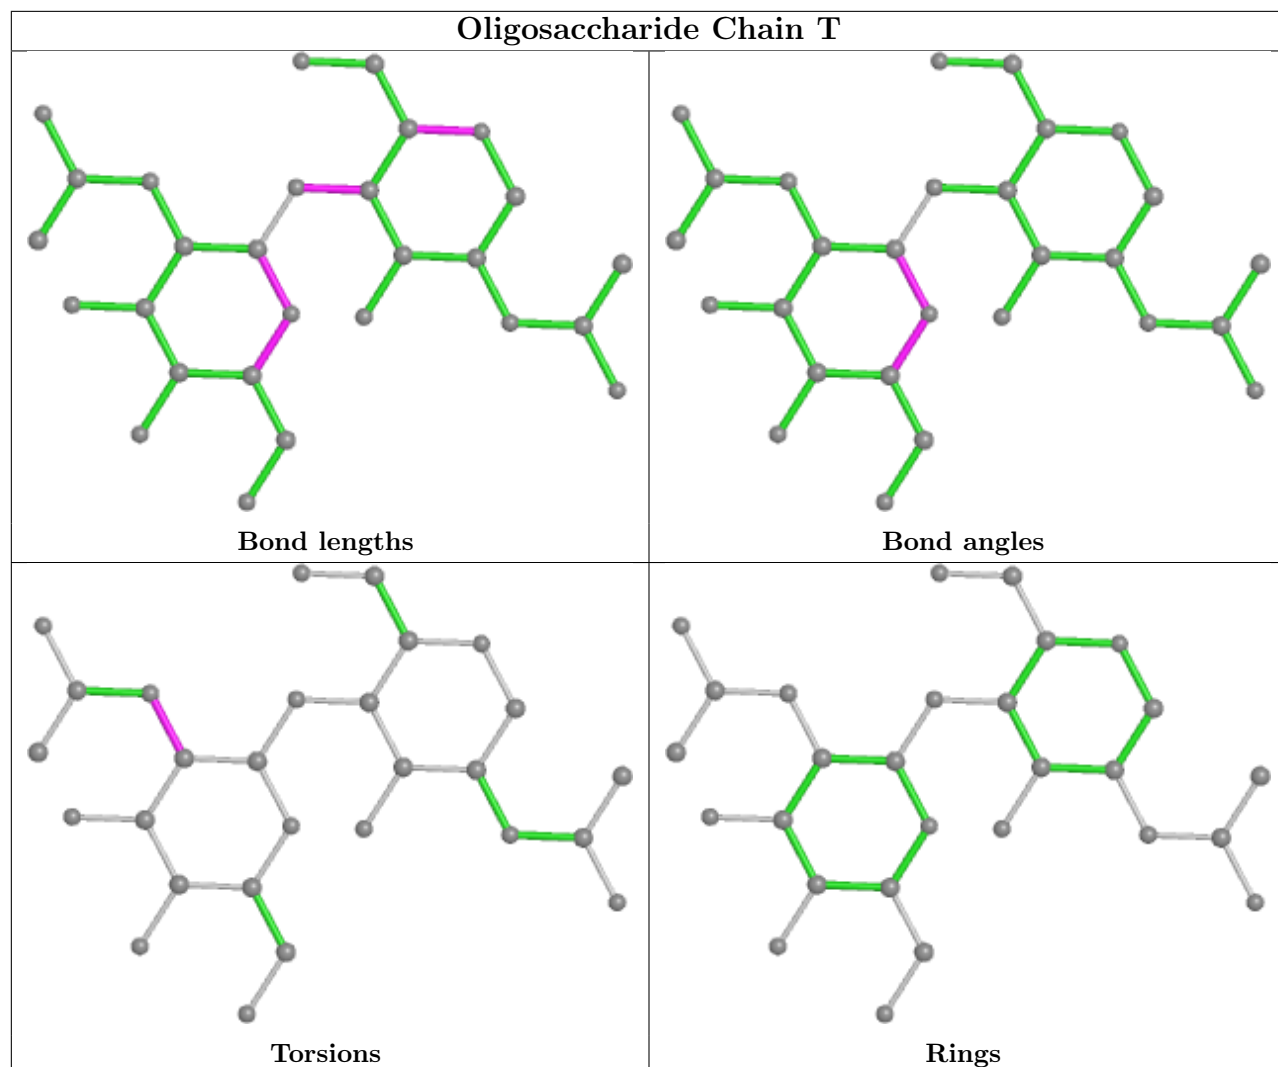 Oligosaccharide Chain T
Bond lengths
Bond angles
Torsions
Rings